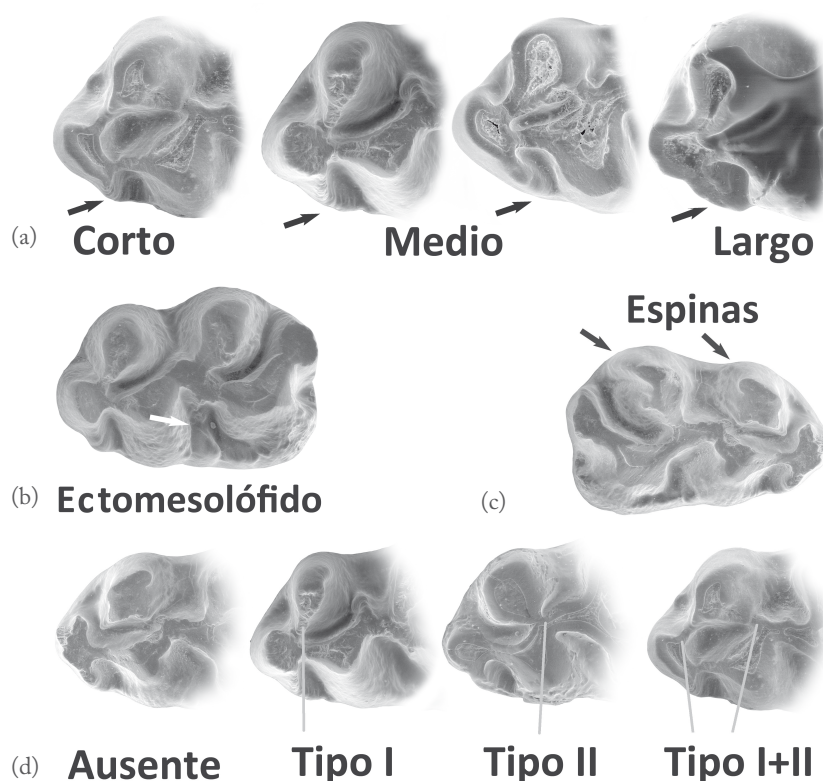 (a) Corto Medio Largo
Espinas
(b) Ectomesolófido
(c)
(d) Ausente Tipo I Tipo II Tipo I+II